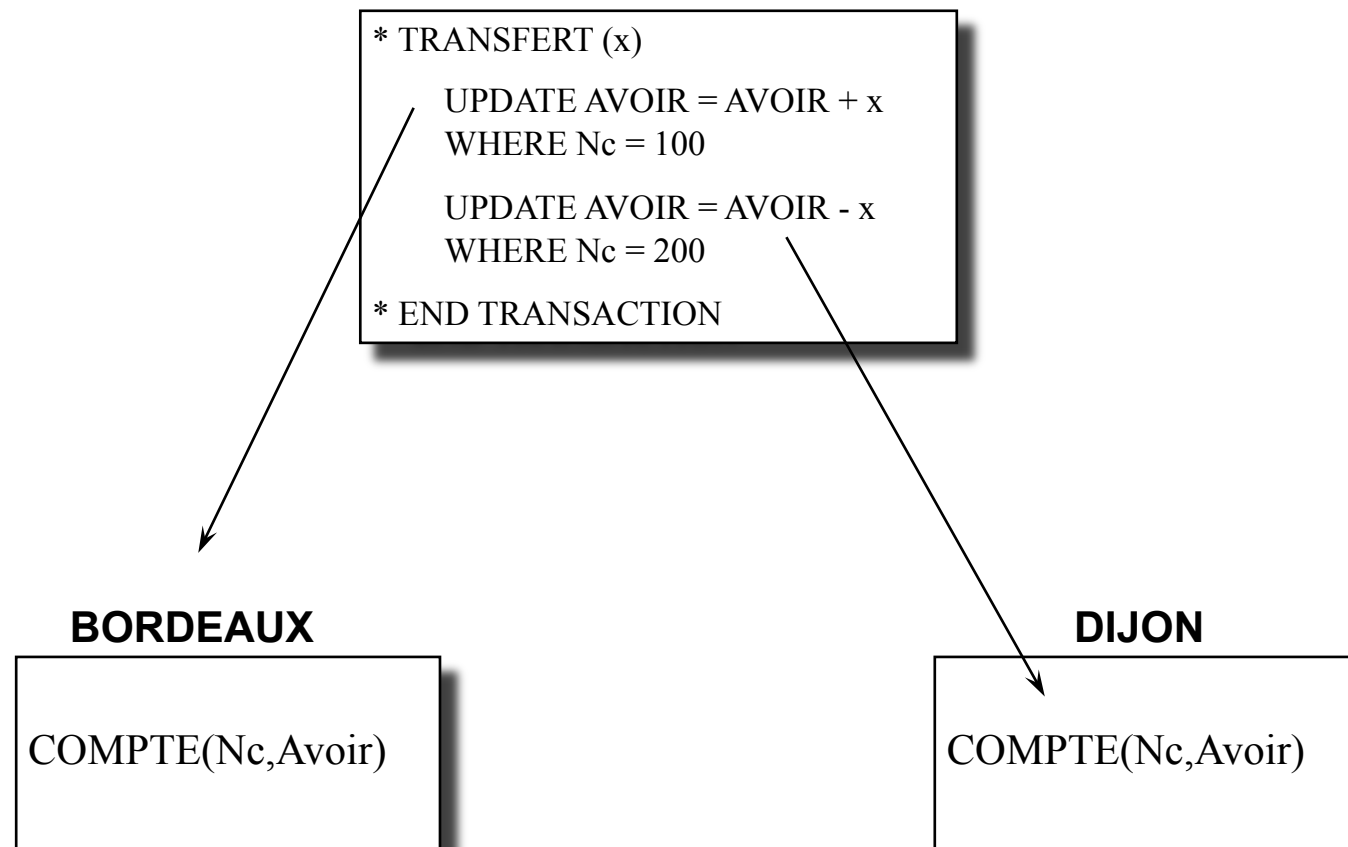 * TRANSFERT (x)
UPDATE AVOIR = AVOIR + x
WHERE Nc = 100
UPDATE AVOIR = AVOIR - x
WHERE Nc = 200
* END TRANSACTION
BORDEAUX
COMPTE(Nc,Avoir)
DIJON
COMPTE(Nc,Avoir)